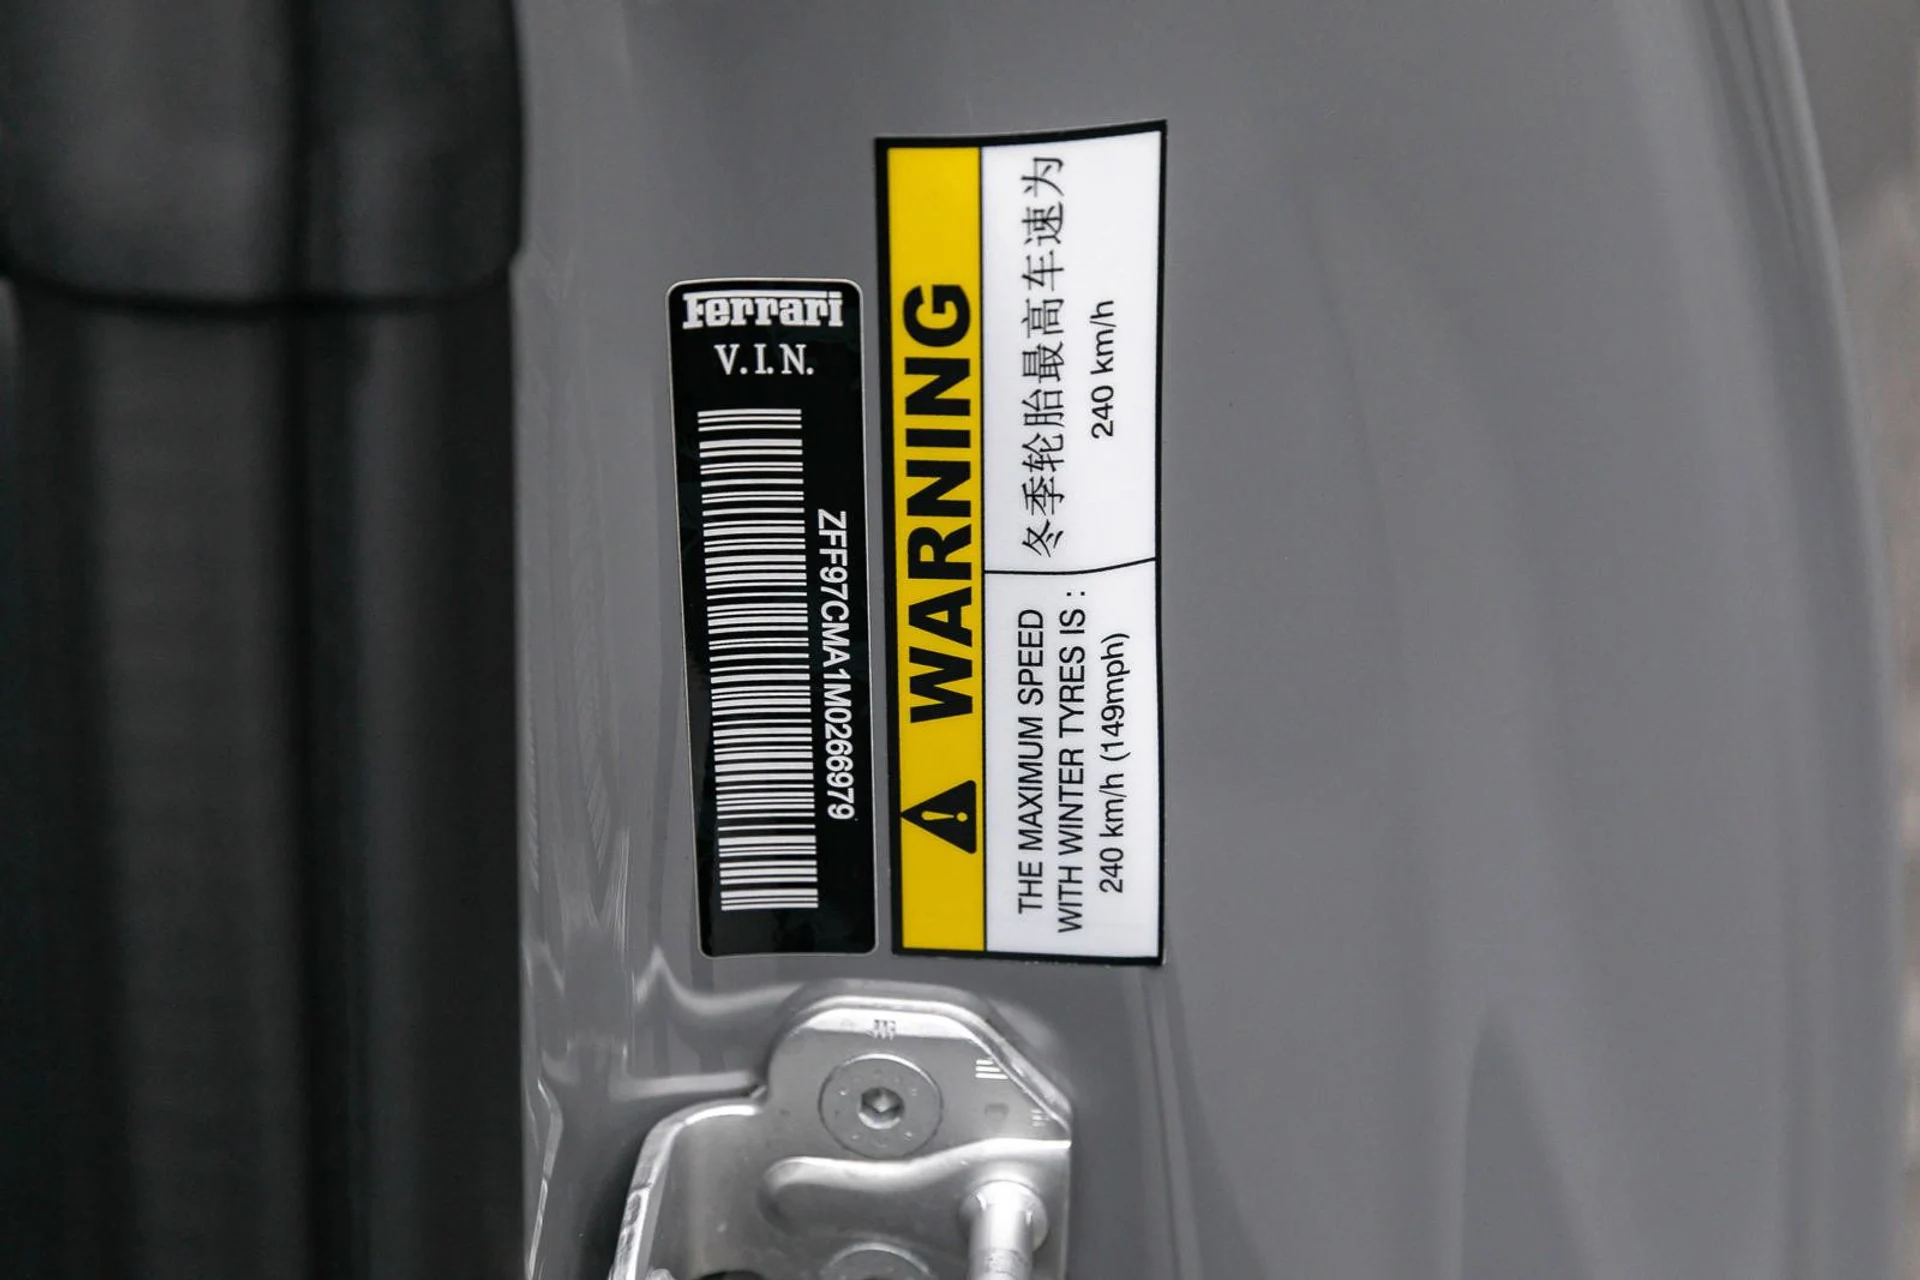 Ferrari
V.I.N.
ZFF97CMA1M0266979
WARNING
THE MAXIMUM SPEED
WITH WINTER TYRES IS :
240 km/h (149mph)
冬季轮胎最高车速为
240 km/h